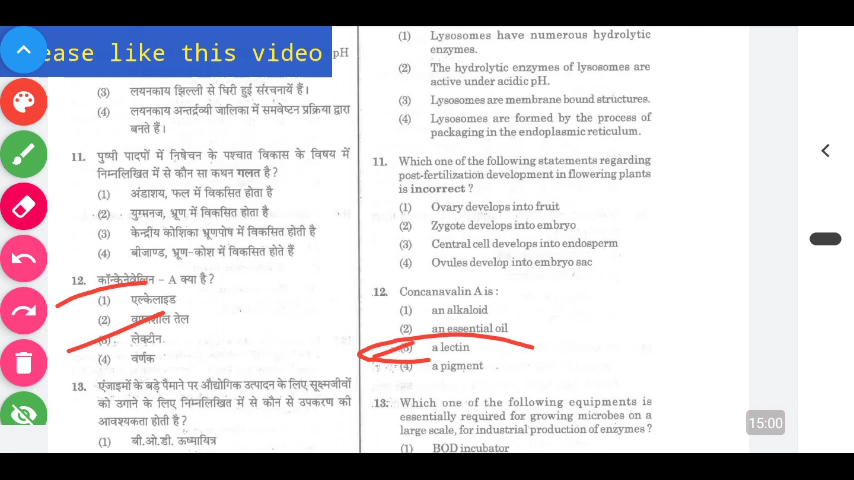 ease like this video
pH
(3) लयनकाय झिल्ली से घिरी हुई संरचनायें हैं।
(4) लयनकाय अन्तर्द्रव्यी जालिका में समवेष्टन प्रक्रिया द्वारा
बनते हैं।
11. पुष्पी पादपों में निषेचन के पश्चात विकास के विषय में
निम्नलिखित में से कौन सा कथन गलत है?
(1) अंडाशय, फल में विकसित होता है
(2) युग्मनज, भ्रूण में विकसित होता है
(3) केन्द्रीय कोशिका भ्रूणपोष में विकसित होती है
(4) बीजाण्ड, भ्रूण-कोश में विकसित होते हैं
12. कॉन्केनेवेलिन – A क्या है?
(1) एल्केलाइड
(2) वाष्पशील तेल
(3) लेक्टीन
(4) वर्णक
13. एंजाइमों के बड़े पैमाने पर औद्योगिक उत्पादन के लिए सूक्ष्मजीवों
को उगाने के लिए निम्नलिखित में से कौन से उपकरण की
आवश्यकता होती है?
(1) बी.ओ.डी. ऊष्मायित्र
(1) Lysosomes have numerous hydrolytic
enzymes.
(2) The hydrolytic enzymes of lysosomes are
active under acidic pH.
(3) Lysosomes are membrane bound structures.
(4) Lysosomes are formed by the process of
packaging in the endoplasmic reticulum.
11. Which one of the following statements regarding
post-fertilization development in flowering plants
is incorrect ?
(1) Ovary develops into fruit
(2) Zygote develops into embryo
(3) Central cell develops into endosperm
(4) Ovules develop into embryo sac
12. Concanavalin A is :
(1) an alkaloid
(2) an essential oil
(3) a lectin
(4) a pigment
13. Which one of the following equipments is
essentially required for growing microbes on a
large scale, for industrial production of enzymes ?
(1) BOD incubator
15:00